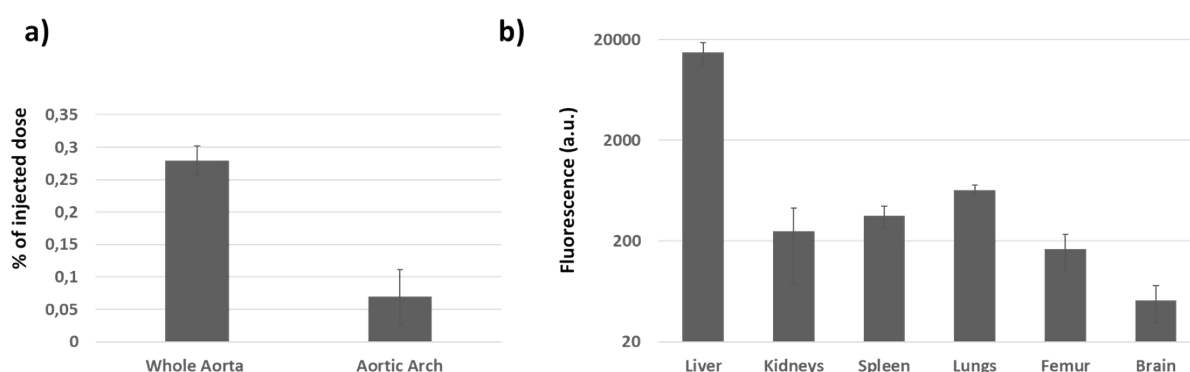 a)
% of injected dose
0,35
0,3
0,25
0,2
0,15
0,1
0,05
0
Whole Aorta
Aortic Arch
b)
Fluorescence (a.u.)
20000
2000
200
20
Liver
Kidneys
Spleen
Lungs
Femur
Brain